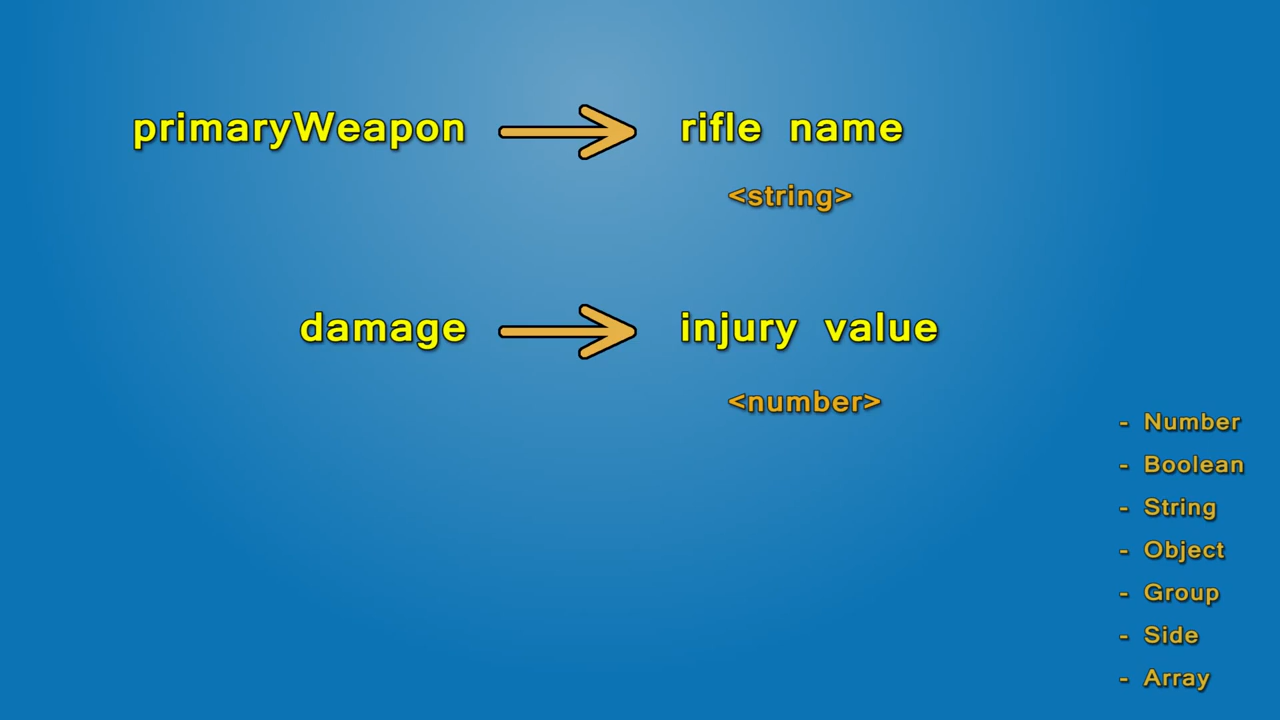 primaryWeapon rifle name
<string>
damage injury value
<number>
- Number
- Boolean
- String
- Object
- Group
- Side
- Array